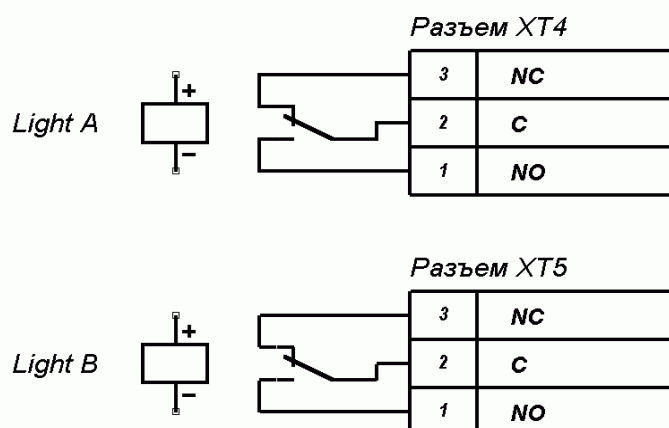 Разъем XT4
3 NC
+
Light A
2 C
–
1 NO
Разъем XT5
3 NC
+
Light B
2 C
–
1 NO